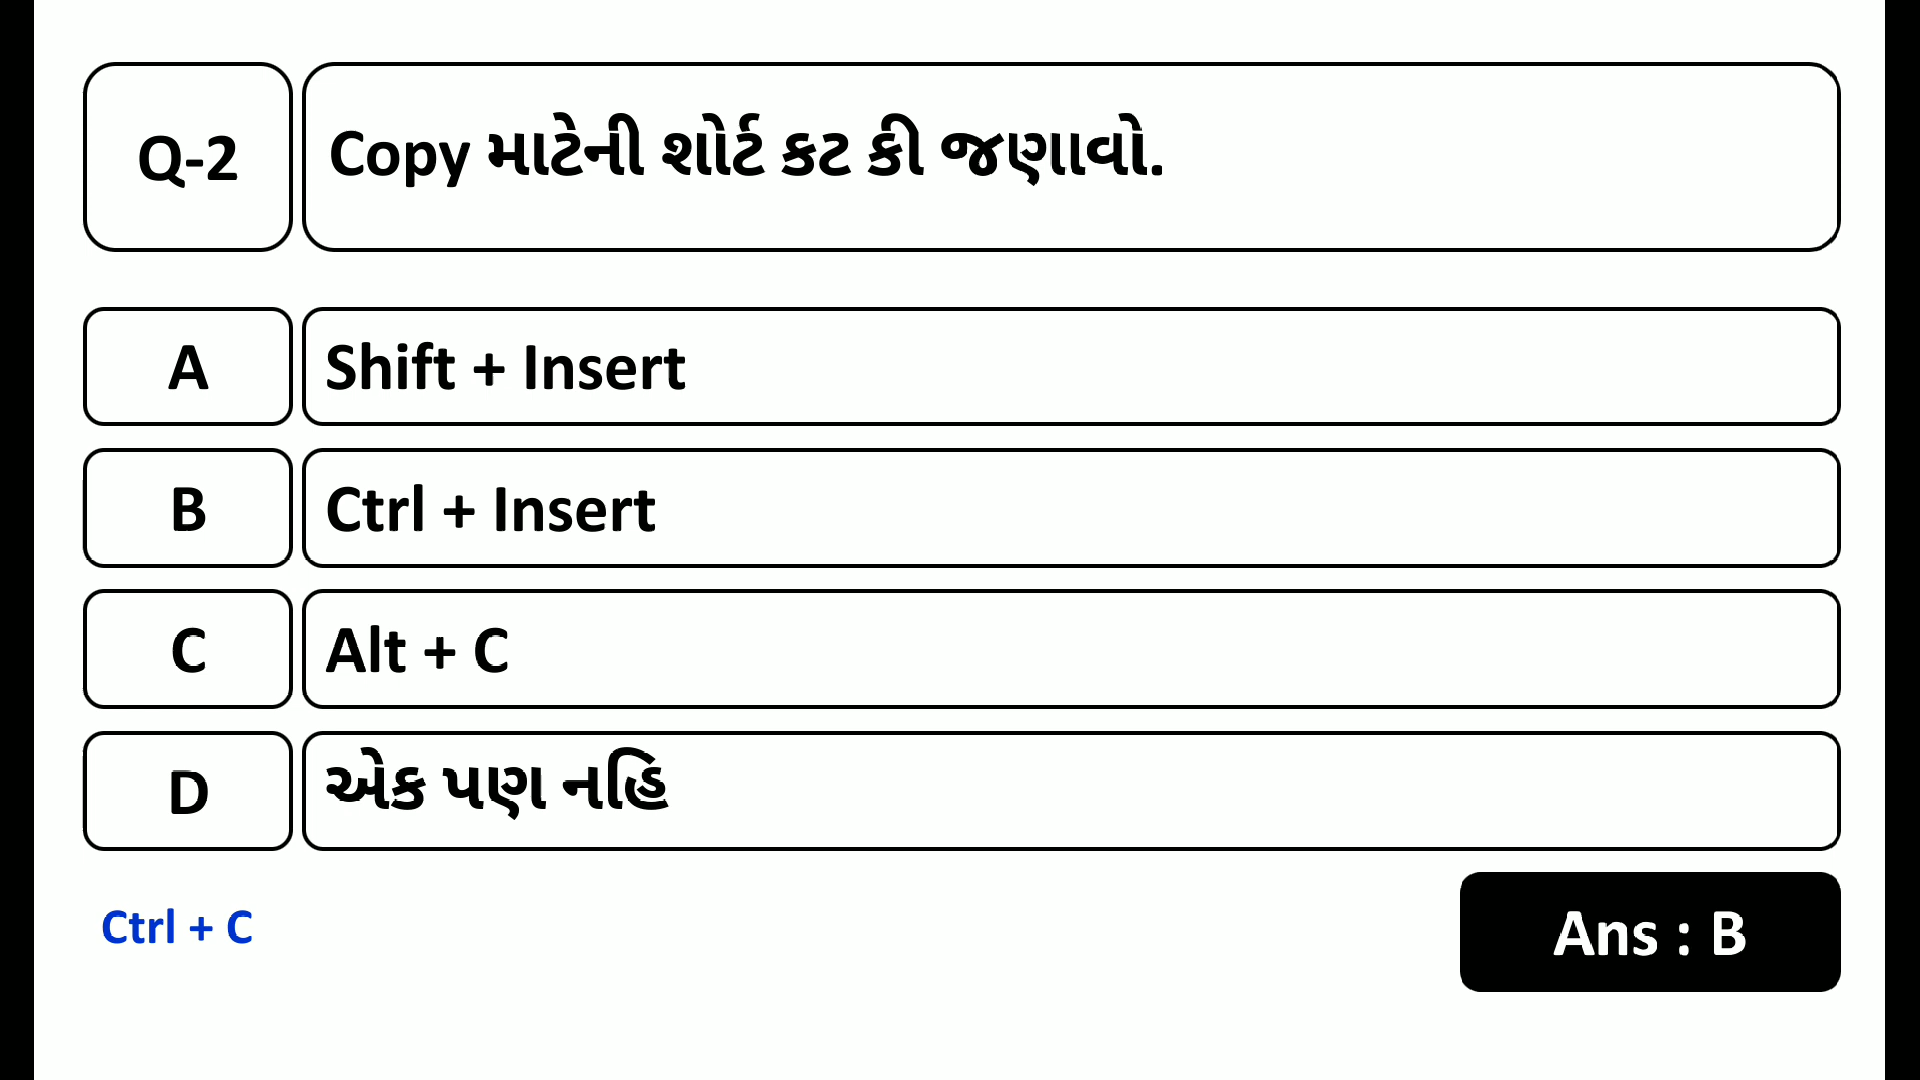 Q-2
Copy માટેની શોર્ટ કટ કી જણાવો.
A
Shift + Insert
B
Ctrl + Insert
C
Alt + C
D
એક પણ નહિ
Ctrl + C
Ans : B